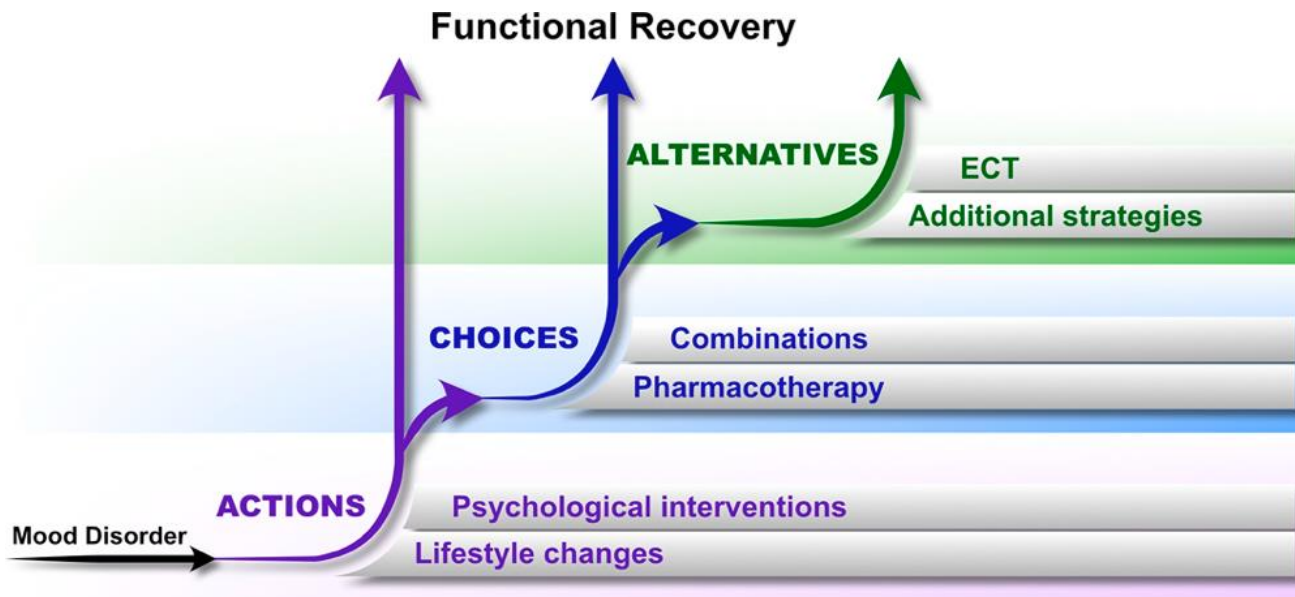 Functional Recovery
ALTERNATIVES
ECT
Additional strategies
CHOICES
Combinations
Pharmacotherapy
ACTIONS
Psychological interventions
Mood Disorder
Lifestyle changes